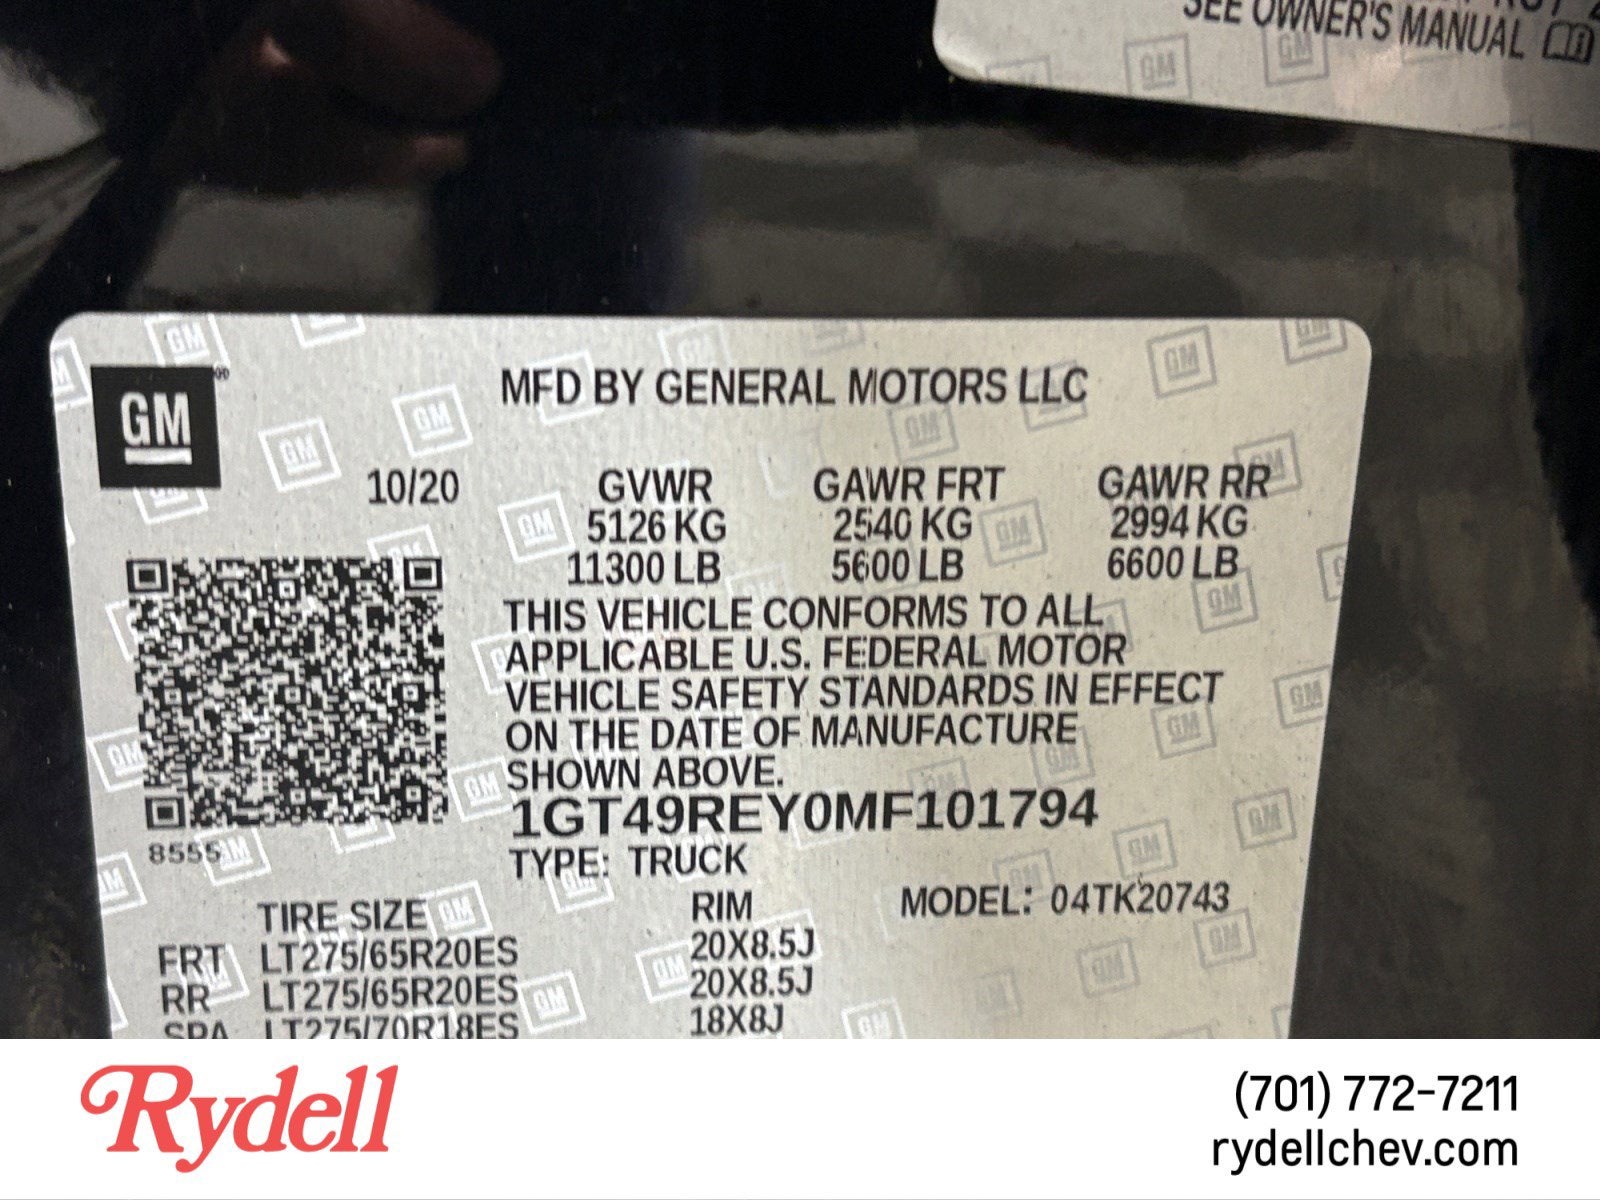 SEE OWNER'S MANUAL
GM
MFD BY GENERAL MOTORS LLC
10/20 GVWR GAWR FRT GAWR RR
5126 KG 2540 KG 2994 KG
11300 LB 5600 LB 6600 LB
THIS VEHICLE CONFORMS TO ALL
APPLICABLE U.S. FEDERAL MOTOR
VEHICLE SAFETY STANDARDS IN EFFECT
ON THE DATE OF MANUFACTURE
SHOWN ABOVE.
1GT49REY0MF101794
8555
TYPE: TRUCK
TIRE SIZE RIM MODEL: 04TK20743
FRT LT275/65R20ES 20X8.5J
RR LT275/65R20ES 20X8.5J
SPA LT275/70R18ES 18X8J
Rydell
(701) 772-7211
rydellchev.com